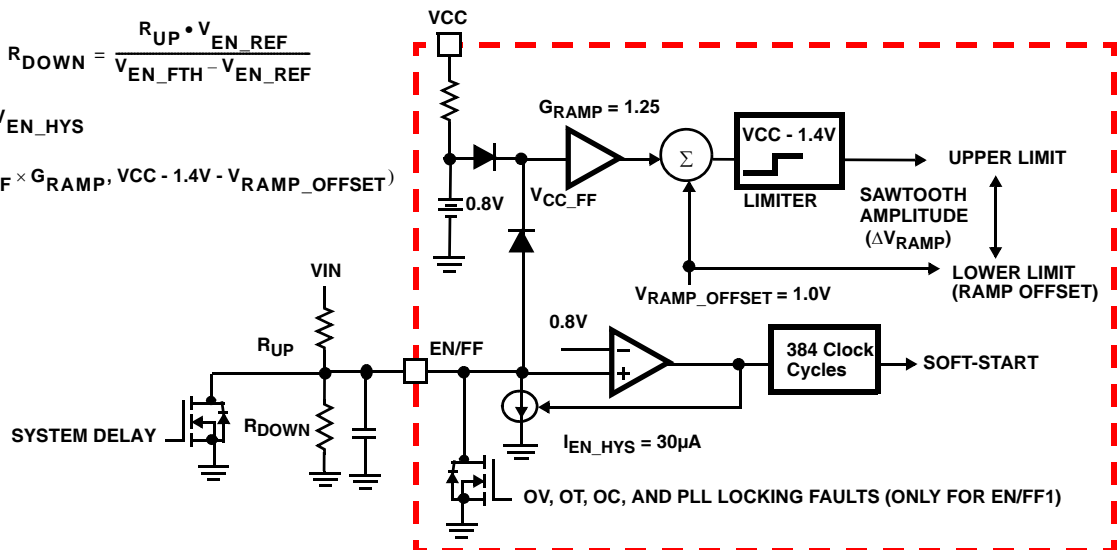 VCC
R_DOWN = R_UP • V_EN_REF / V_EN_FTH – V_EN_REF
V_EN_HYS
G_RAMP = 1.25
VCC - 1.4V
F × G_RAMP, VCC - 1.4V - V_RAMP_OFFSET)
Σ
UPPER LIMIT
0.8V
V_CC_FF
LIMITER
SAWTOOTH
AMPLITUDE
(ΔV_RAMP)
LOWER LIMIT
(RAMP OFFSET)
VIN
V_RAMP_OFFSET = 1.0V
0.8V
R_UP
EN/FF
384 Clock
Cycles
SOFT-START
SYSTEM DELAY
R_DOWN
I_EN_HYS = 30µA
OV, OT, OC, AND PLL LOCKING FAULTS (ONLY FOR EN/FF1)